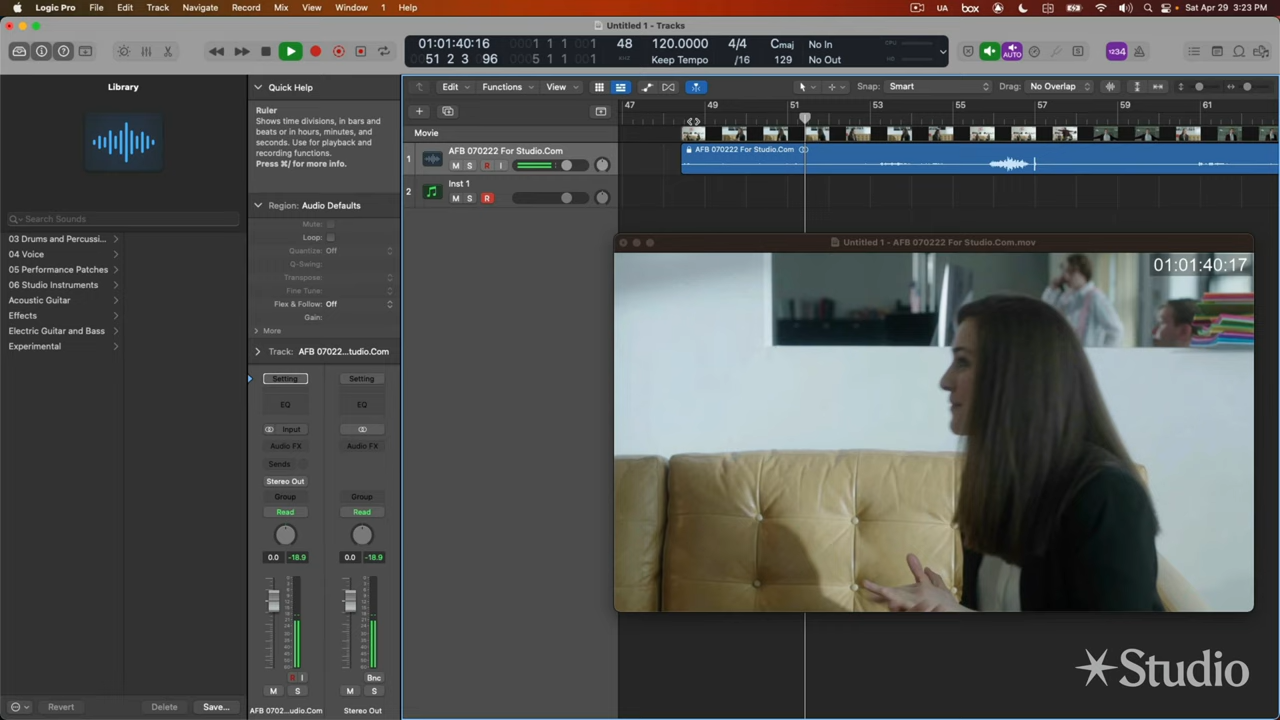 Logic Pro File Edit Track Navigate Record Mix View Window Help
UA box Sat Apr 29 3:23 PM
Untitled 1 - Tracks
01:01:40:16
51 2 3 96
48
120.0000
Keep Tempo
4/4
/16
Cmaj
129
No In
No Out
AUTO
1234
Library
Search Sounds
03 Drums and Percussi...
04 Voice
05 Performance Patches
06 Studio Instruments
Acoustic Guitar
Effects
Electric Guitar and Bass
Experimental
Revert Delete Save...
Quick Help
Ruler
Shows time divisions, in bars and
beats or in hours, minutes, and
seconds. Use for playback and
recording functions.
Press ⌘/ for more info.
Region: Audio Defaults
Mute:
Loop:
Quantize: Off
Q-Swing:
Transpose:
Fine Tune:
Flex & Follow: Off
Gain:
More
Track: AFB 07022...tudio.Com
Setting Setting
EQ EQ
Input
Audio FX Audio FX
Sends
Stereo Out
Group Group
Read Read
0.0 -18.9 0.0 -18.9
R I Bnc
M S M S
AFB 070222...udio.Com Stereo Out
Edit Functions View Snap: Smart Drag: No Overlap
47 49 51 53 55 57 59 61
Movie
1 AFB 070222 For Studio.Com
M S R I
AFB 070222 For Studio.Com
2 Inst 1
M S R
Untitled 1 - AFB 070222 For Studio.Com.mov
01:01:40:17
Studio